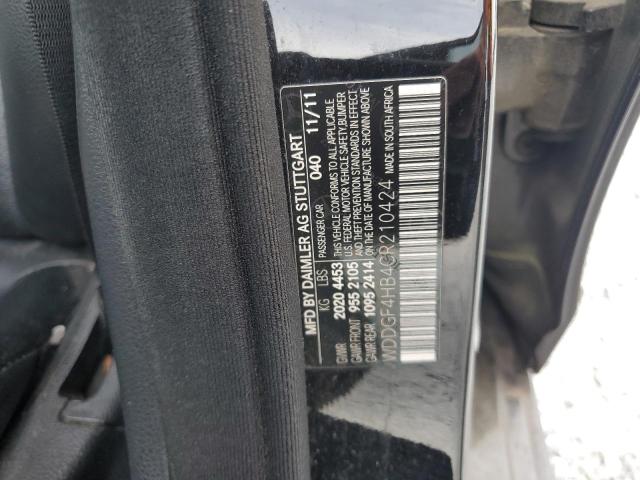 MFD BY DAIMLER AG STUTTGART
PASSENGER CAR 040 11/11
KG LBS
GVWR 2020 4453
GAWR FRONT 955 2105
GAWR REAR 1095 2414
THIS VEHICLE CONFORMS TO ALL APPLICABLE
U.S. FEDERAL MOTOR VEHICLE SAFETY, BUMPER
AND THEFT PREVENTION STANDARDS IN EFFECT
ON THE DATE OF MANUFACTURE SHOWN ABOVE
MADE IN SOUTH AFRICA
WDDGF4HB4CR210424